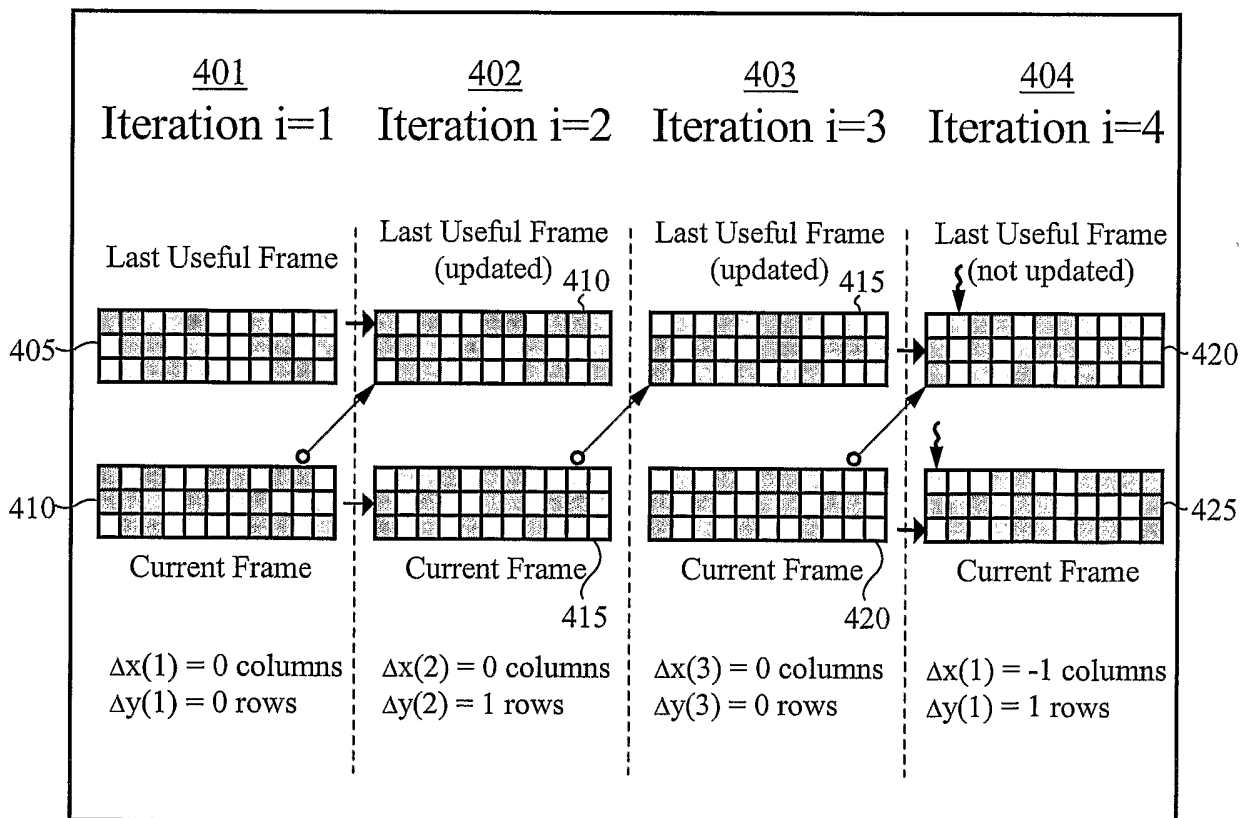 401
Iteration i=1
402
Iteration i=2
403
Iteration i=3
404
Iteration i=4
Last Useful Frame
Last Useful Frame
(updated)
410
Last Useful Frame
(updated)
415
Last Useful Frame
(not updated)
405
420
410
425
Current Frame
Current Frame
415
Current Frame
420
Current Frame
Δx(1) = 0 columns
Δy(1) = 0 rows
Δx(2) = 0 columns
Δy(2) = 1 rows
Δx(3) = 0 columns
Δy(3) = 0 rows
Δx(1) = -1 columns
Δy(1) = 1 rows